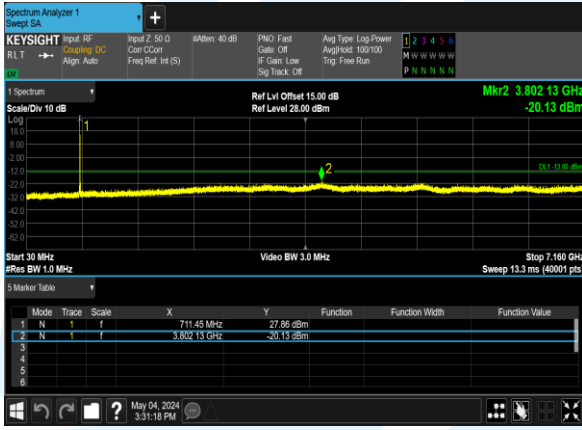 Spectrum Analyzer 1
Swept SA
+
KEYSIGHT Input: RF Input Z: 50 Ω #Atten: 40 dB PNO: Fast Avg Type: Log-Power 1 2 3 4 5 6
RLT Coupling: DC Corr CCorr Gate: Off Avg|Hold: 100/100 M W W W W W
Align: Auto Freq Ref: Int (S) IF Gain: Low Trig: Free Run
Sig Track: Off P N N N N N
1 Spectrum Ref Lvl Offset 15.00 dB Mkr2 3.802 13 GHz
Scale/Div 10 dB Ref Level 28.00 dBm -20.13 dBm
Log
1
18.0
8.00
-2.00
-12.0 2 DL1 -13.00 dBm
-22.0
-32.0
-42.0
-52.0
-62.0
Start 30 MHz Video BW 3.0 MHz Stop 7.160 GHz
#Res BW 1.0 MHz Sweep 13.3 ms (40001 pts
5 Marker Table
Mode Trace Scale X Y Function Function Width Function Value
1 N 1 f 711.45 MHz 27.86 dBm
2 N 1 f 3.802 13 GHz -20.13 dBm
3
4
5
6
? May 04, 2024
3:31:18 PM